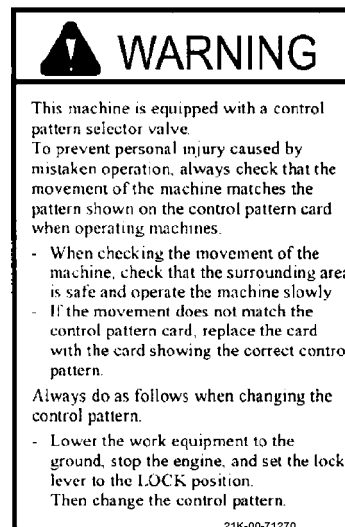 WARNING
This machine is equipped with a control
pattern selector valve.
To prevent personal injury caused by
mistaken operation, always check that the
movement of the machine matches the
pattern shown on the control pattern card
when operating machines.
- When checking the movement of the
machine, check that the surrounding area
is safe and operate the machine slowly
- If the movement does not match the
control pattern card, replace the card
with the card showing the correct contro
pattern.
Always do as follows when changing the
control pattern.
- Lower the work equipment to the
ground, stop the engine, and set the lock
lever to the LOCK position.
Then change the control pattern.
21K-00-71270